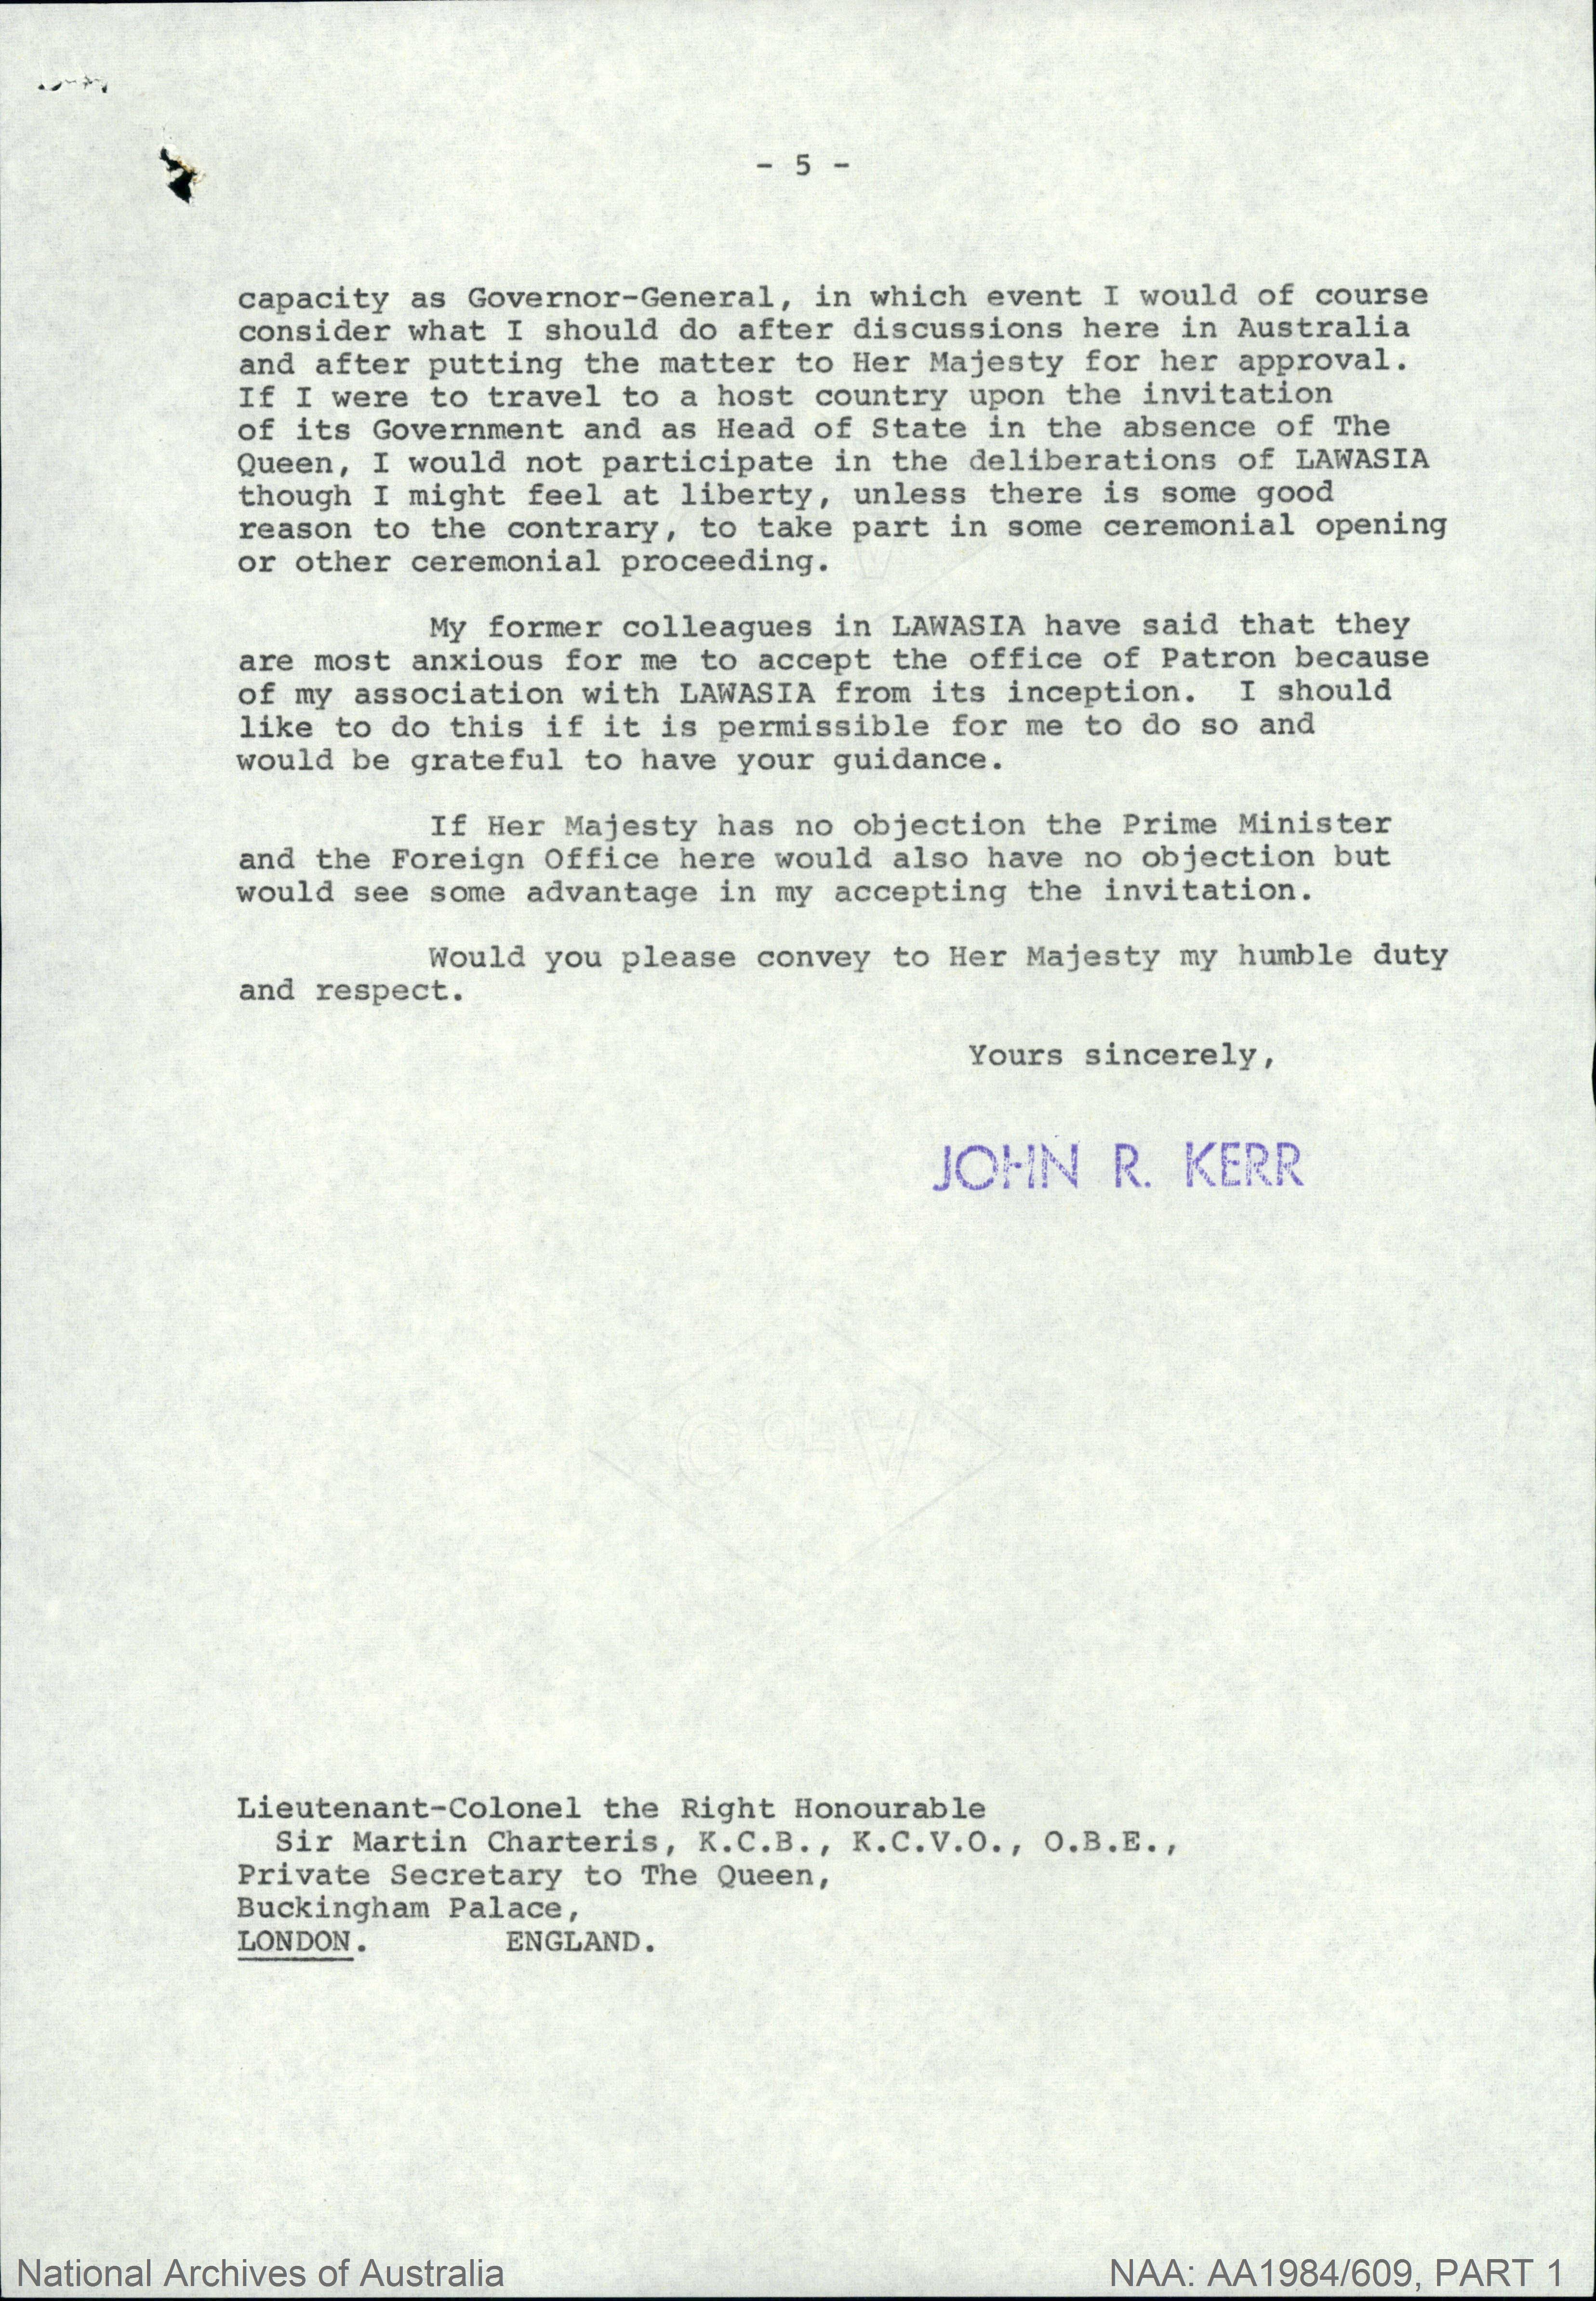 - 5 -
capacity as Governor-General, in which event I would of course
consider what I should do after discussions here in Australia
and after putting the matter to Her Majesty for her approval.
If I were to travel to a host country upon the invitation
of its Government and as Head of State in the absence of The
Queen, I would not participate in the deliberations of LAWASIA
though I might feel at liberty, unless there is some good
reason to the contrary, to take part in some ceremonial opening
or other ceremonial proceeding.
My former colleagues in LAWASIA have said that they
are most anxious for me to accept the office of Patron because
of my association with LAWASIA from its inception. I should
like to do this if it is permissible for me to do so and
would be grateful to have your guidance.
If Her Majesty has no objection the Prime Minister
and the Foreign Office here would also have no objection but
would see some advantage in my accepting the invitation.
Would you please convey to Her Majesty my humble duty
and respect.
Yours sincerely,
JOHN R. KERR
Lieutenant-Colonel the Right Honourable
Sir Martin Charteris, K.C.B., K.C.V.O., O.B.E.,
Private Secretary to The Queen,
Buckingham Palace,
LONDON. ENGLAND.
National Archives of Australia NAA: AA1984/609, PART 1